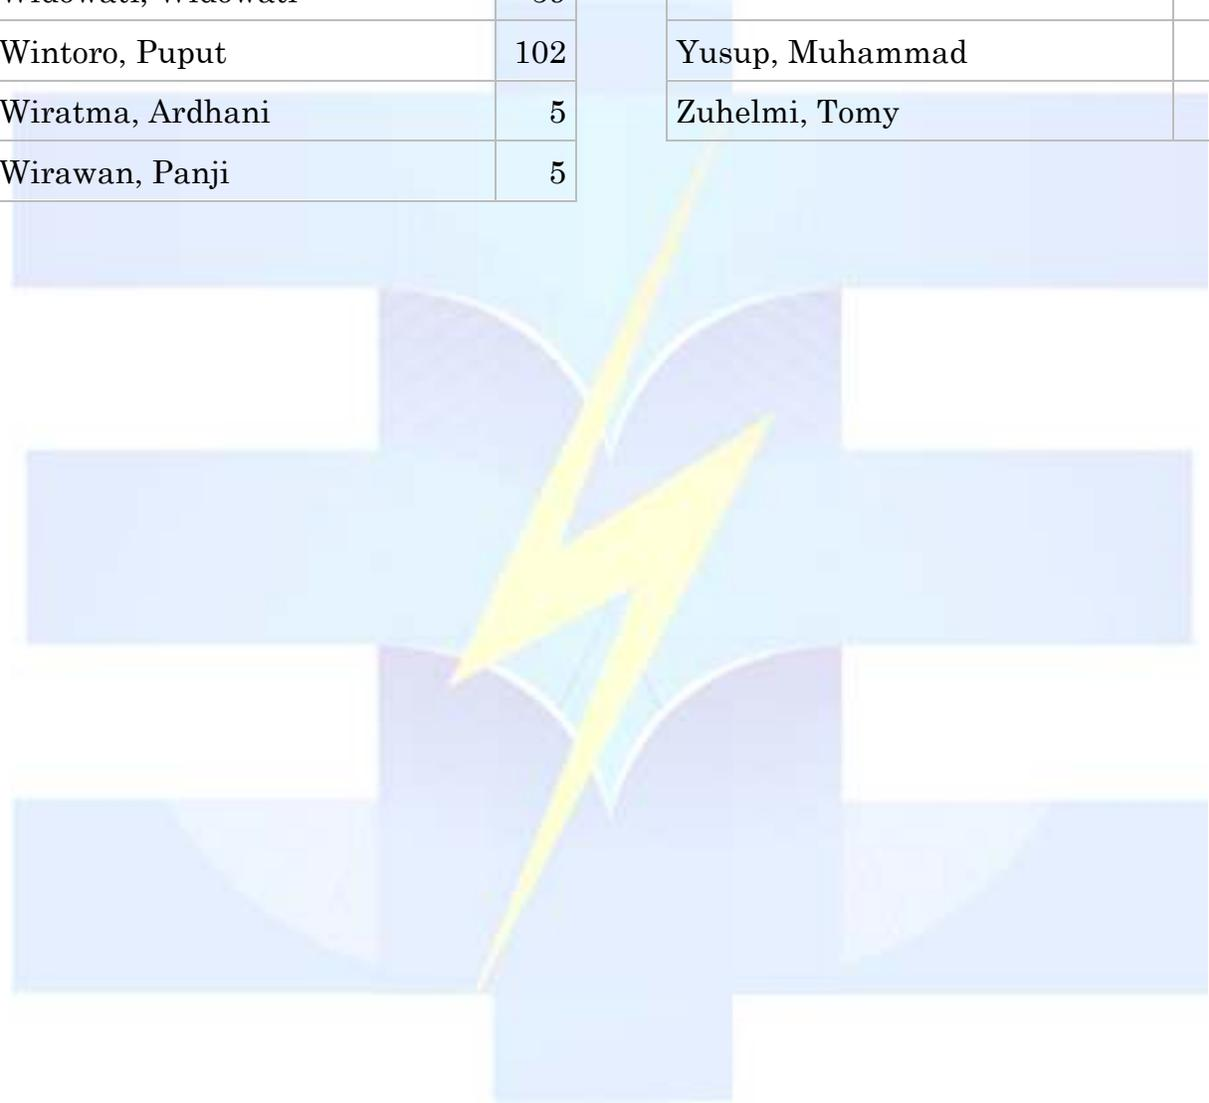 Wintoro, Puput 102
Wiratma, Ardhani 5
Wirawan, Panji 5
Yusup, Muhammad
Zuhelmi, Tomy